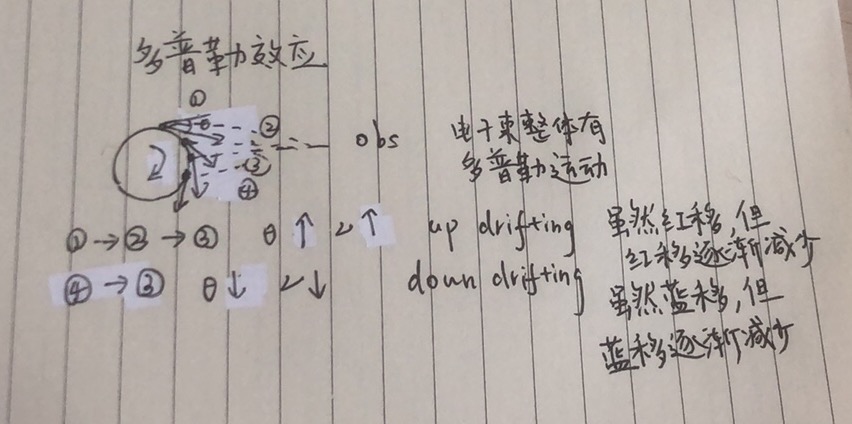 多普勒效应
①
θ
②
obs
③
④
电子束整体有
多普勒运动
①→②→③ θ↑ ν↑ up drifting 虽然红移,但
红移逐渐减少
④→③ θ↓ ν↓ down drifting
虽然蓝移,但
蓝移逐渐减少